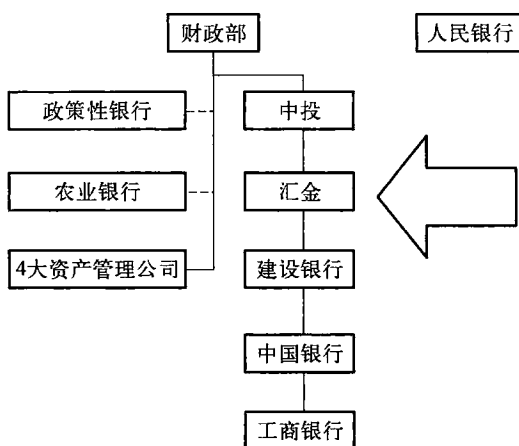 财政部
人民银行
政策性银行
中投
农业银行
汇金
4大资产管理公司
建设银行
中国银行
工商银行